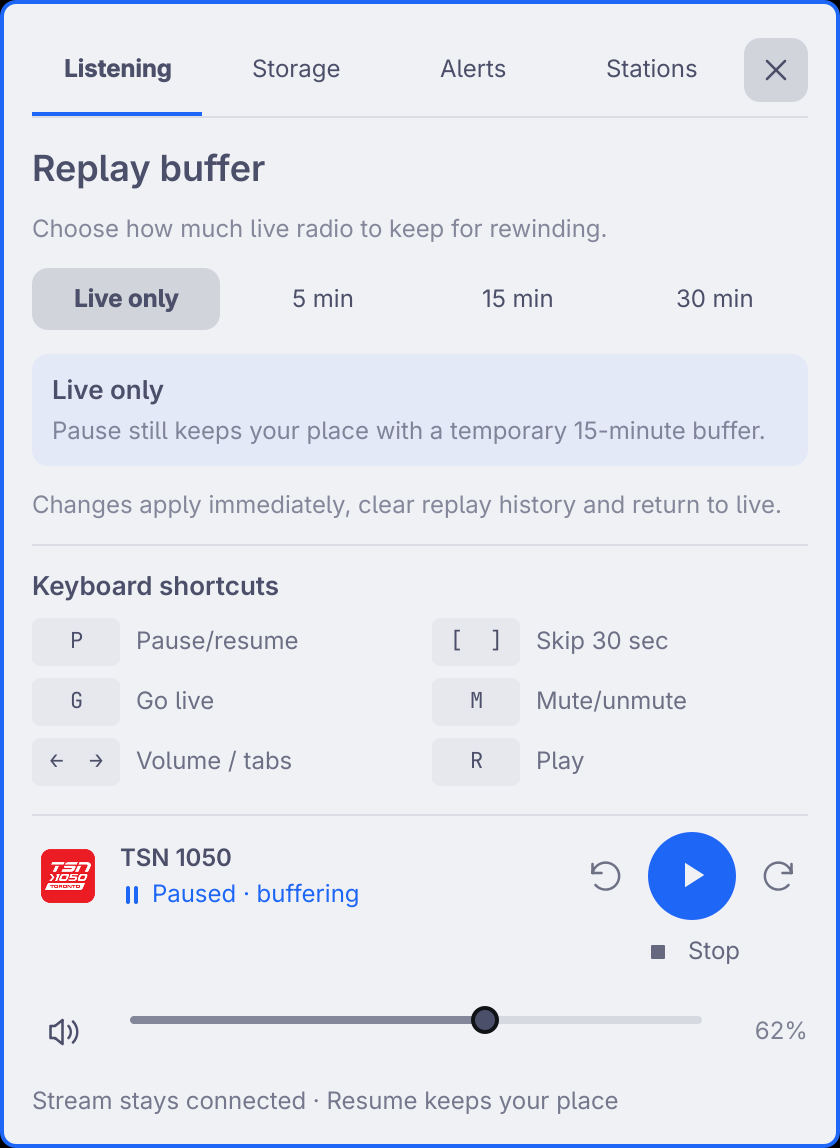 Listening Storage Alerts Stations
Replay buffer
Choose how much live radio to keep for rewinding.
Live only 5 min 15 min 30 min
Live only
Pause still keeps your place with a temporary 15-minute buffer.
Changes apply immediately, clear replay history and return to live.
Keyboard shortcuts
P Pause/resume [ ] Skip 30 sec
G Go live M Mute/unmute
← → Volume / tabs R Play
TSN
1050
TORONTO
TSN 1050
Paused · buffering
Stop
62%
Stream stays connected · Resume keeps your place